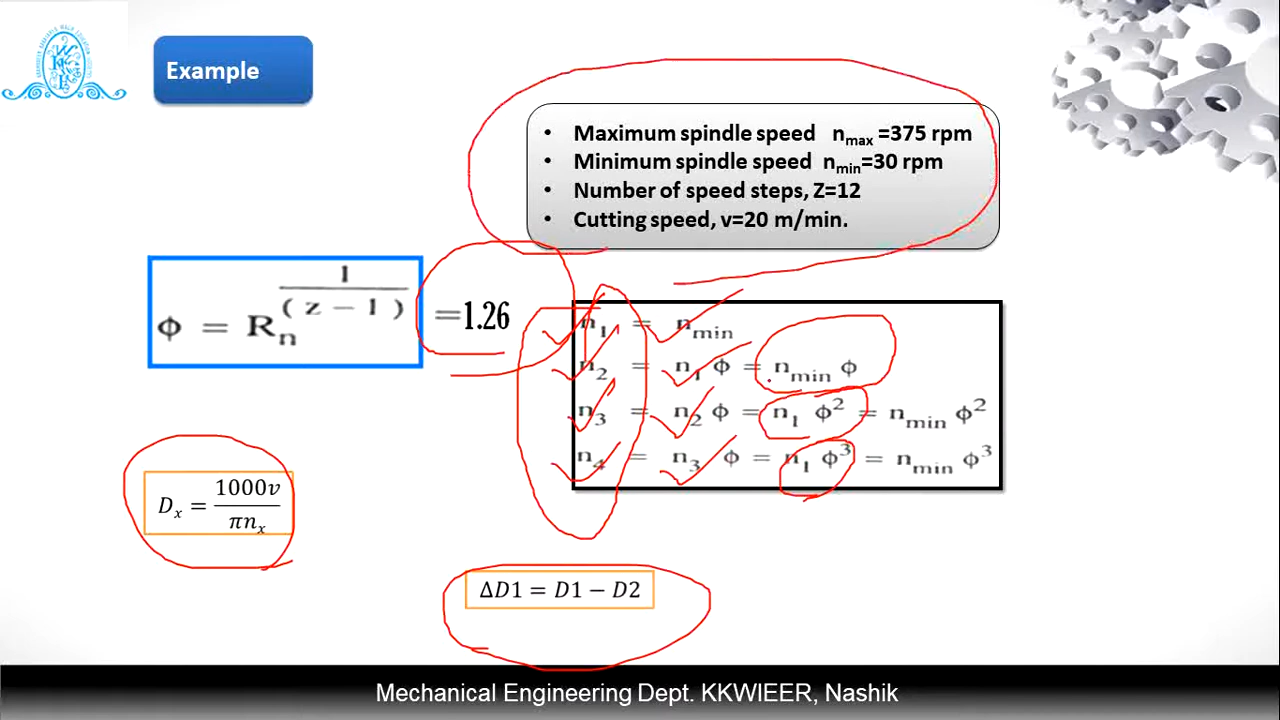 Example
• Maximum spindle speed n_max =375 rpm
• Minimum spindle speed n_min=30 rpm
• Number of speed steps, Z=12
• Cutting speed, v=20 m/min.
ϕ = R_n^(1/(z − 1)) =1.26
n_1 = n_min
n_2 = n_1 ϕ = n_min ϕ
n_3 = n_2 ϕ = n_1 ϕ^2 = n_min ϕ^2
n_4 = n_3 ϕ = n_1 ϕ^3 = n_min ϕ^3
D_x = 1000v/πn_x
ΔD1 = D1 − D2
Mechanical Engineering Dept. KKWIEER, Nashik